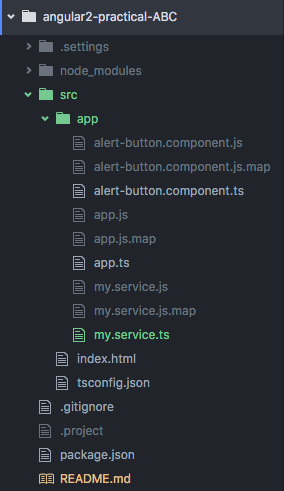 angular2-practical-ABC
.settings
node_modules
src
app
alert-button.component.js
alert-button.component.js.map
alert-button.component.ts
app.js
app.js.map
app.ts
my.service.js
my.service.js.map
my.service.ts
index.html
tsconfig.json
.gitignore
.project
package.json
README.md